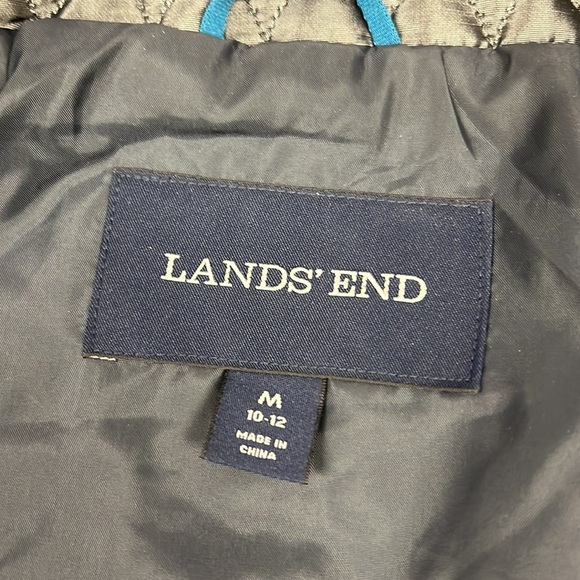 LANDS' END
M
10-12
MADE IN
CHINA